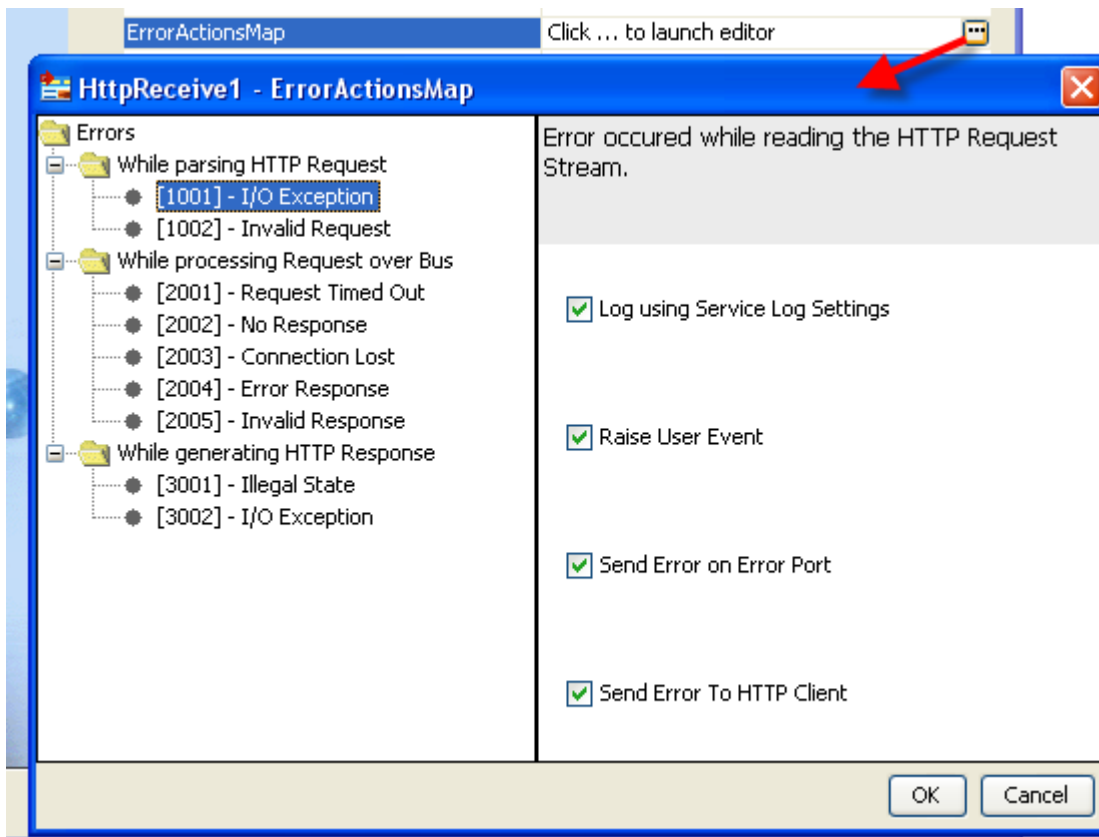 ErrorActionsMap
Click ... to launch editor
HttpReceive1 - ErrorActionsMap
Errors
While parsing HTTP Request
[1001] - I/O Exception
[1002] - Invalid Request
While processing Request over Bus
[2001] - Request Timed Out
[2002] - No Response
[2003] - Connection Lost
[2004] - Error Response
[2005] - Invalid Response
While generating HTTP Response
[3001] - Illegal State
[3002] - I/O Exception
Error occured while reading the HTTP Request
Stream.
Log using Service Log Settings
Raise User Event
Send Error on Error Port
Send Error To HTTP Client
OK
Cancel